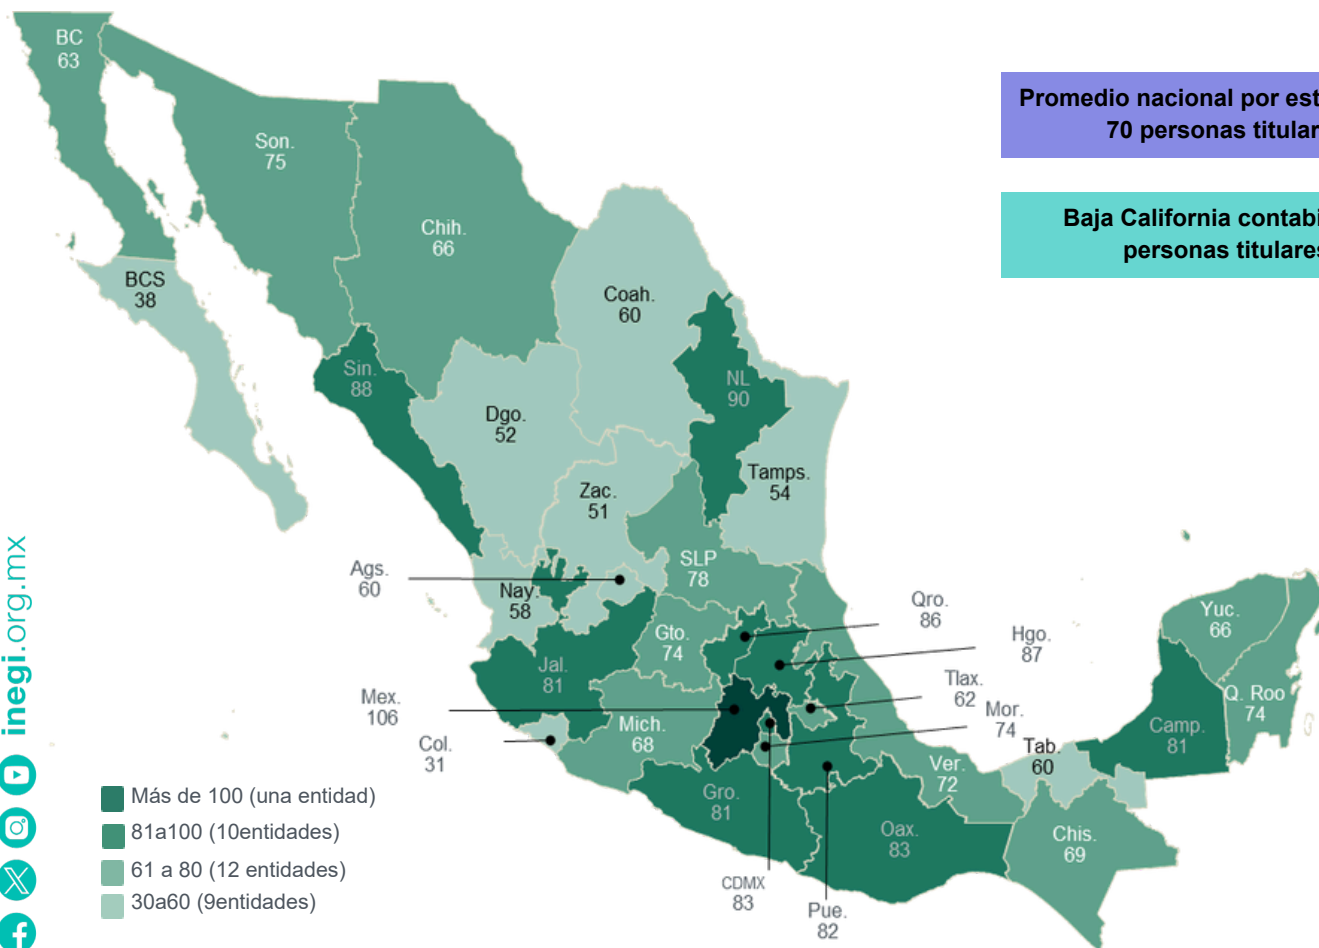 BC
63
Promedio nacional por est
70 personas titular
Son.
75
Baja California contabi
personas titulares
Chih.
66
BCS
38
Coah.
60
Sin.
88
NL
90
Dgo.
52
Tamps.
54
Zac.
51
SLP
78
Ags.
60
Nay.
58
Qro.
86
Yuc.
66
Gto.
74
Hgo.
87
Jal.
81
Tlax.
62
Mex.
106
Mor.
74
Q. Roo
74
Mich.
68
Camp.
81
Col.
31
Tab.
60
Ver.
72
Gro.
81
Oax.
83
Chis.
69
CDMX
83
Pue.
82
Más de 100 (una entidad)
81a100 (10entidades)
61 a 80 (12 entidades)
30a60 (9entidades)
inegi.org.mx